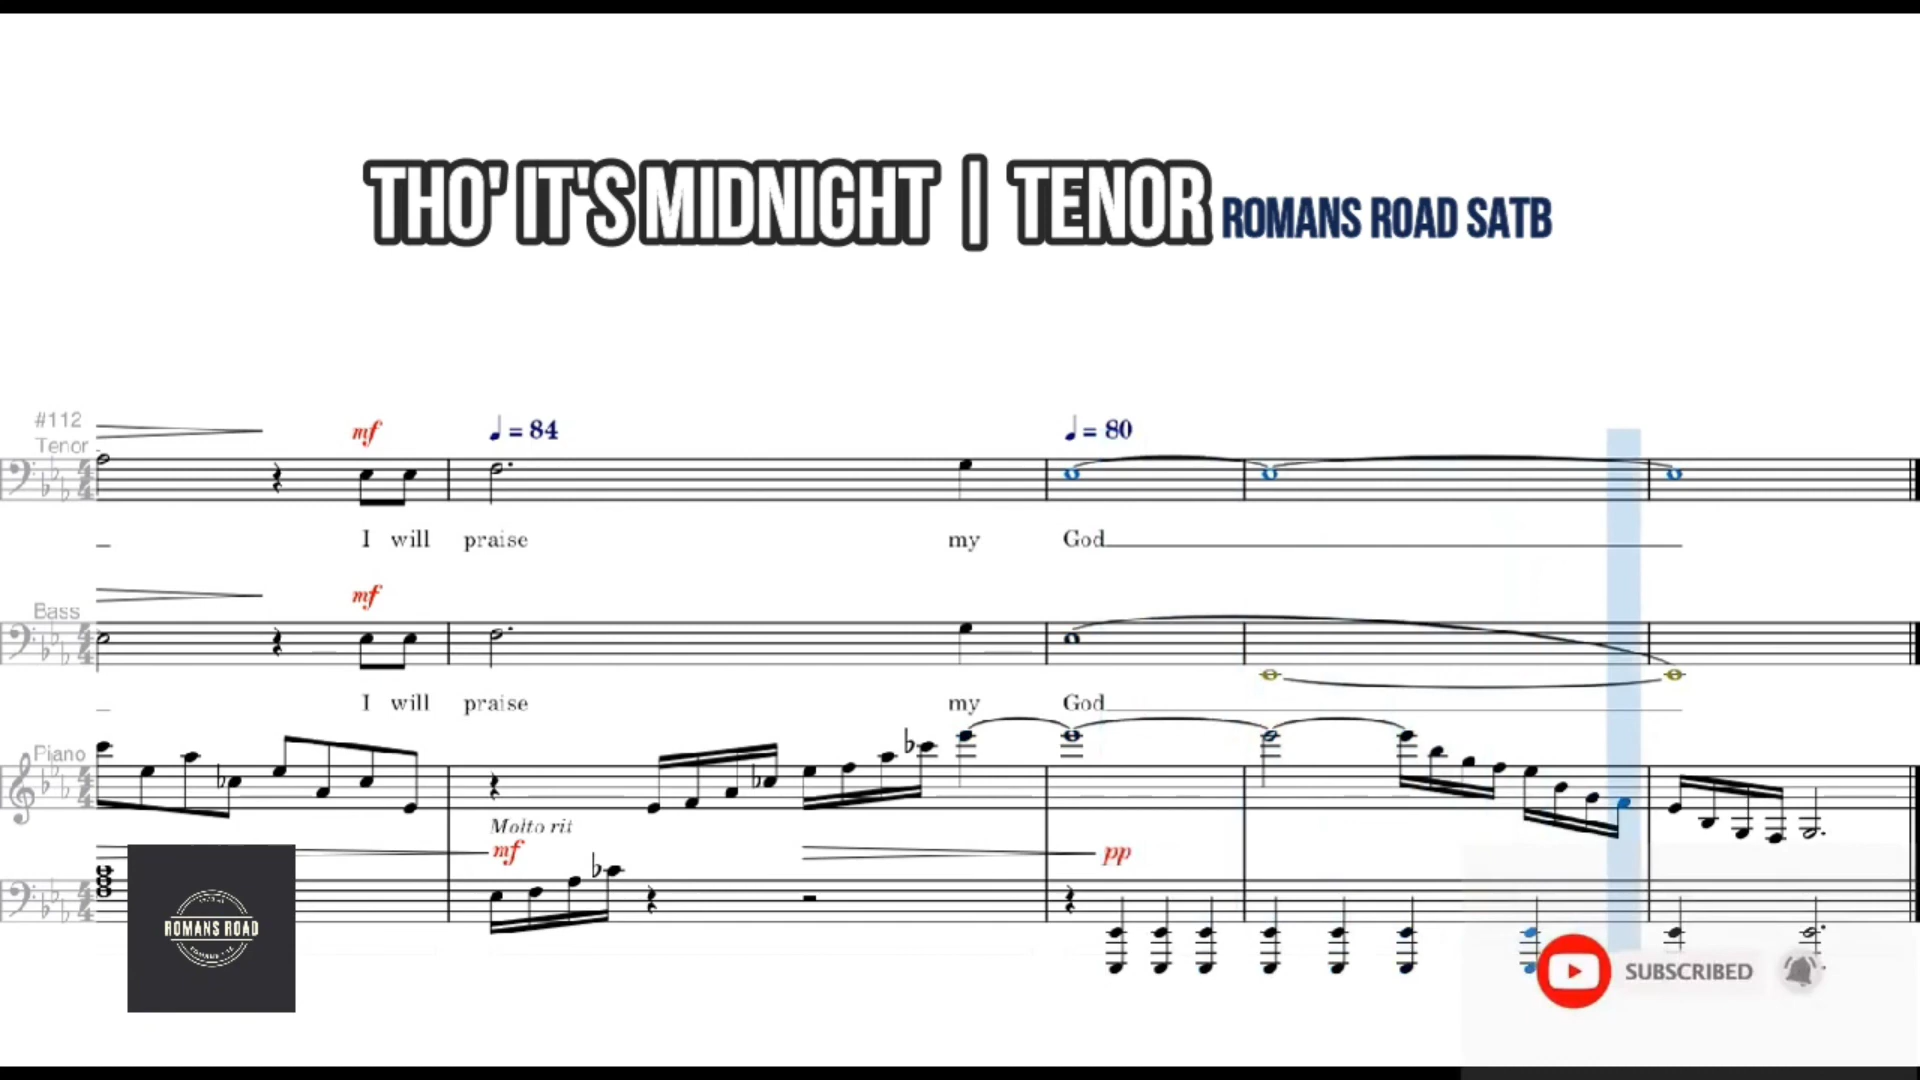 THO' IT'S MIDNIGHT | TENOR ROMANS ROAD SATB
#112
Tenor
mf
= 84
= 80
I will praise my God
Bass
mf
I will praise my God
Piano
Molto rit
mf
pp
ROMANS ROAD
SUBSCRIBED